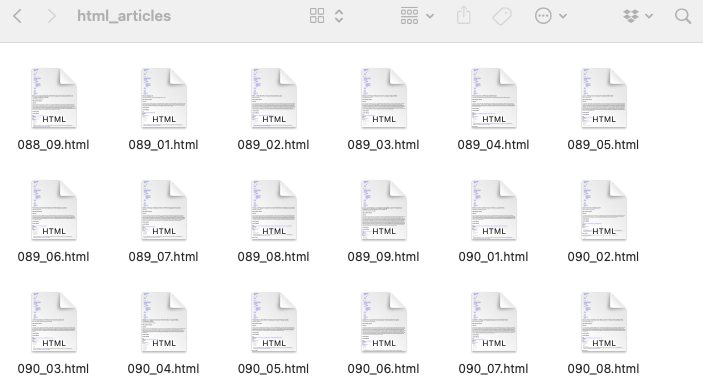 html_articles
HTML HTML HTML HTML HTML HTML
088_09.html 089_01.html 089_02.html 089_03.html 089_04.html 089_05.html
HTML HTML HTML HTML HTML HTML
089_06.html 089_07.html 089_08.html 089_09.html 090_01.html 090_02.html
HTML HTML HTML HTML HTML HTML
090_03.html 090_04.html 090_05.html 090_06.html 090_07.html 090_08.html